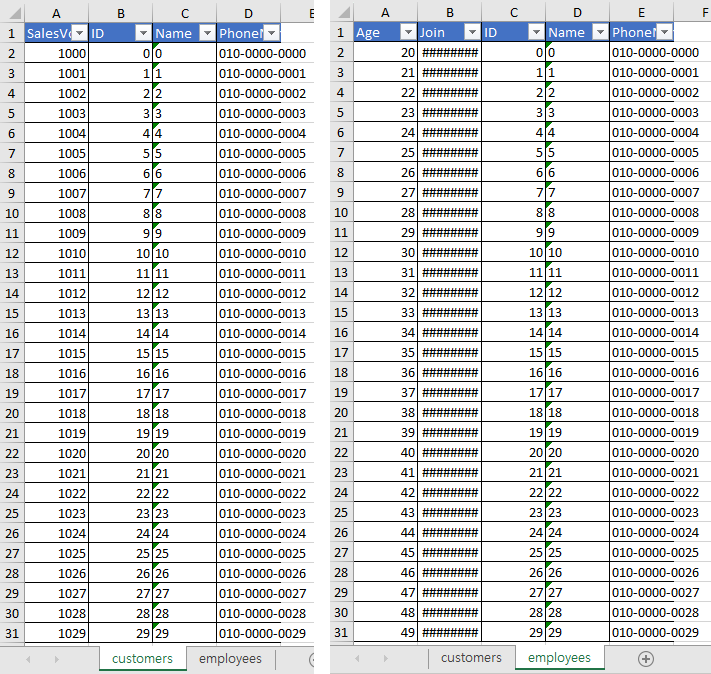 A B C D E
1 SalesVo ID Name PhoneN
2 1000 0 0 010-0000-0000
3 1001 1 1 010-0000-0001
4 1002 2 2 010-0000-0002
5 1003 3 3 010-0000-0003
6 1004 4 4 010-0000-0004
7 1005 5 5 010-0000-0005
8 1006 6 6 010-0000-0006
9 1007 7 7 010-0000-0007
10 1008 8 8 010-0000-0008
11 1009 9 9 010-0000-0009
12 1010 10 10 010-0000-0010
13 1011 11 11 010-0000-0011
14 1012 12 12 010-0000-0012
15 1013 13 13 010-0000-0013
16 1014 14 14 010-0000-0014
17 1015 15 15 010-0000-0015
18 1016 16 16 010-0000-0016
19 1017 17 17 010-0000-0017
20 1018 18 18 010-0000-0018
21 1019 19 19 010-0000-0019
22 1020 20 20 010-0000-0020
23 1021 21 21 010-0000-0021
24 1022 22 22 010-0000-0022
25 1023 23 23 010-0000-0023
26 1024 24 24 010-0000-0024
27 1025 25 25 010-0000-0025
28 1026 26 26 010-0000-0026
29 1027 27 27 010-0000-0027
30 1028 28 28 010-0000-0028
31 1029 29 29 010-0000-0029
customers employees
A B C D E F
1 Age Join ID Name PhoneN
2 20 ######## 0 0 010-0000-0000
3 21 ######## 1 1 010-0000-0001
4 22 ######## 2 2 010-0000-0002
5 23 ######## 3 3 010-0000-0003
6 24 ######## 4 4 010-0000-0004
7 25 ######## 5 5 010-0000-0005
8 26 ######## 6 6 010-0000-0006
9 27 ######## 7 7 010-0000-0007
10 28 ######## 8 8 010-0000-0008
11 29 ######## 9 9 010-0000-0009
12 30 ######## 10 10 010-0000-0010
13 31 ######## 11 11 010-0000-0011
14 32 ######## 12 12 010-0000-0012
15 33 ######## 13 13 010-0000-0013
16 34 ######## 14 14 010-0000-0014
17 35 ######## 15 15 010-0000-0015
18 36 ######## 16 16 010-0000-0016
19 37 ######## 17 17 010-0000-0017
20 38 ######## 18 18 010-0000-0018
21 39 ######## 19 19 010-0000-0019
22 40 ######## 20 20 010-0000-0020
23 41 ######## 21 21 010-0000-0021
24 42 ######## 22 22 010-0000-0022
25 43 ######## 23 23 010-0000-0023
26 44 ######## 24 24 010-0000-0024
27 45 ######## 25 25 010-0000-0025
28 46 ######## 26 26 010-0000-0026
29 47 ######## 27 27 010-0000-0027
30 48 ######## 28 28 010-0000-0028
31 49 ######## 29 29 010-0000-0029
customers employees